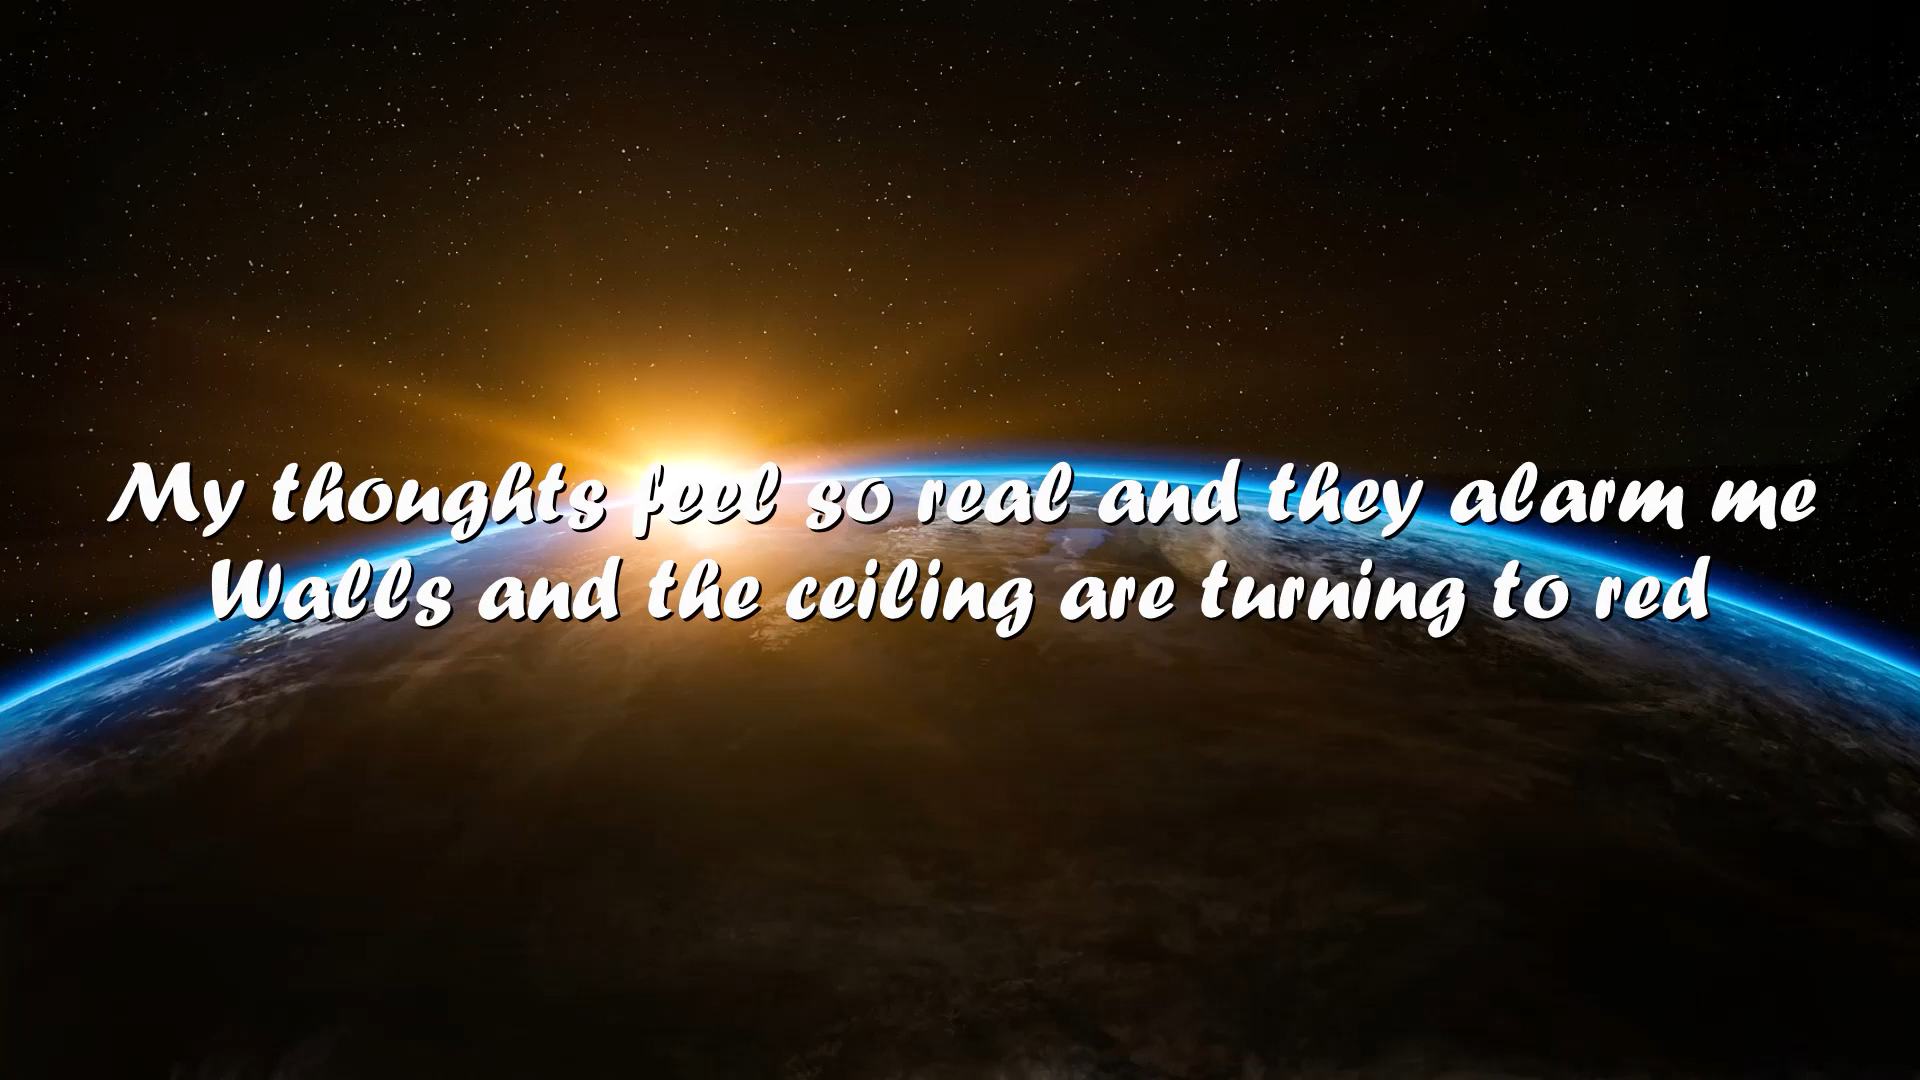 My thoughts feel so real and they alarm me
Walls and the ceiling are turning to red